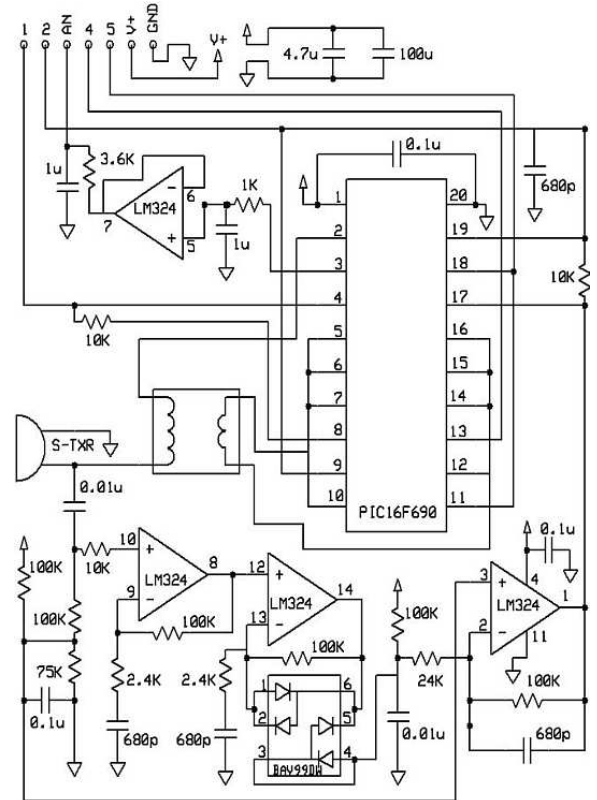 1 2 AN 4 5 V+ GND
V+
4.7u 100u
3.6K
1u
6
LM324
7
5
1K
1u
0.1u
680p
1 20
2 19
3 18
4 17
5 16
6 15
7 14
8 13
9 12
10 11
PIC16F690
10K
10K
S-TXR
0.01u
10K
10
9
LM324
8
100K
100K
100K
75K
0.1u
2.4K
680p
12
13
LM324
14
100K
2.4K
680p
1 6
2 5
3 4
BAV99DW
100K
24K
0.01u
3
2
LM324
4
11
1
0.1u
100K
680p